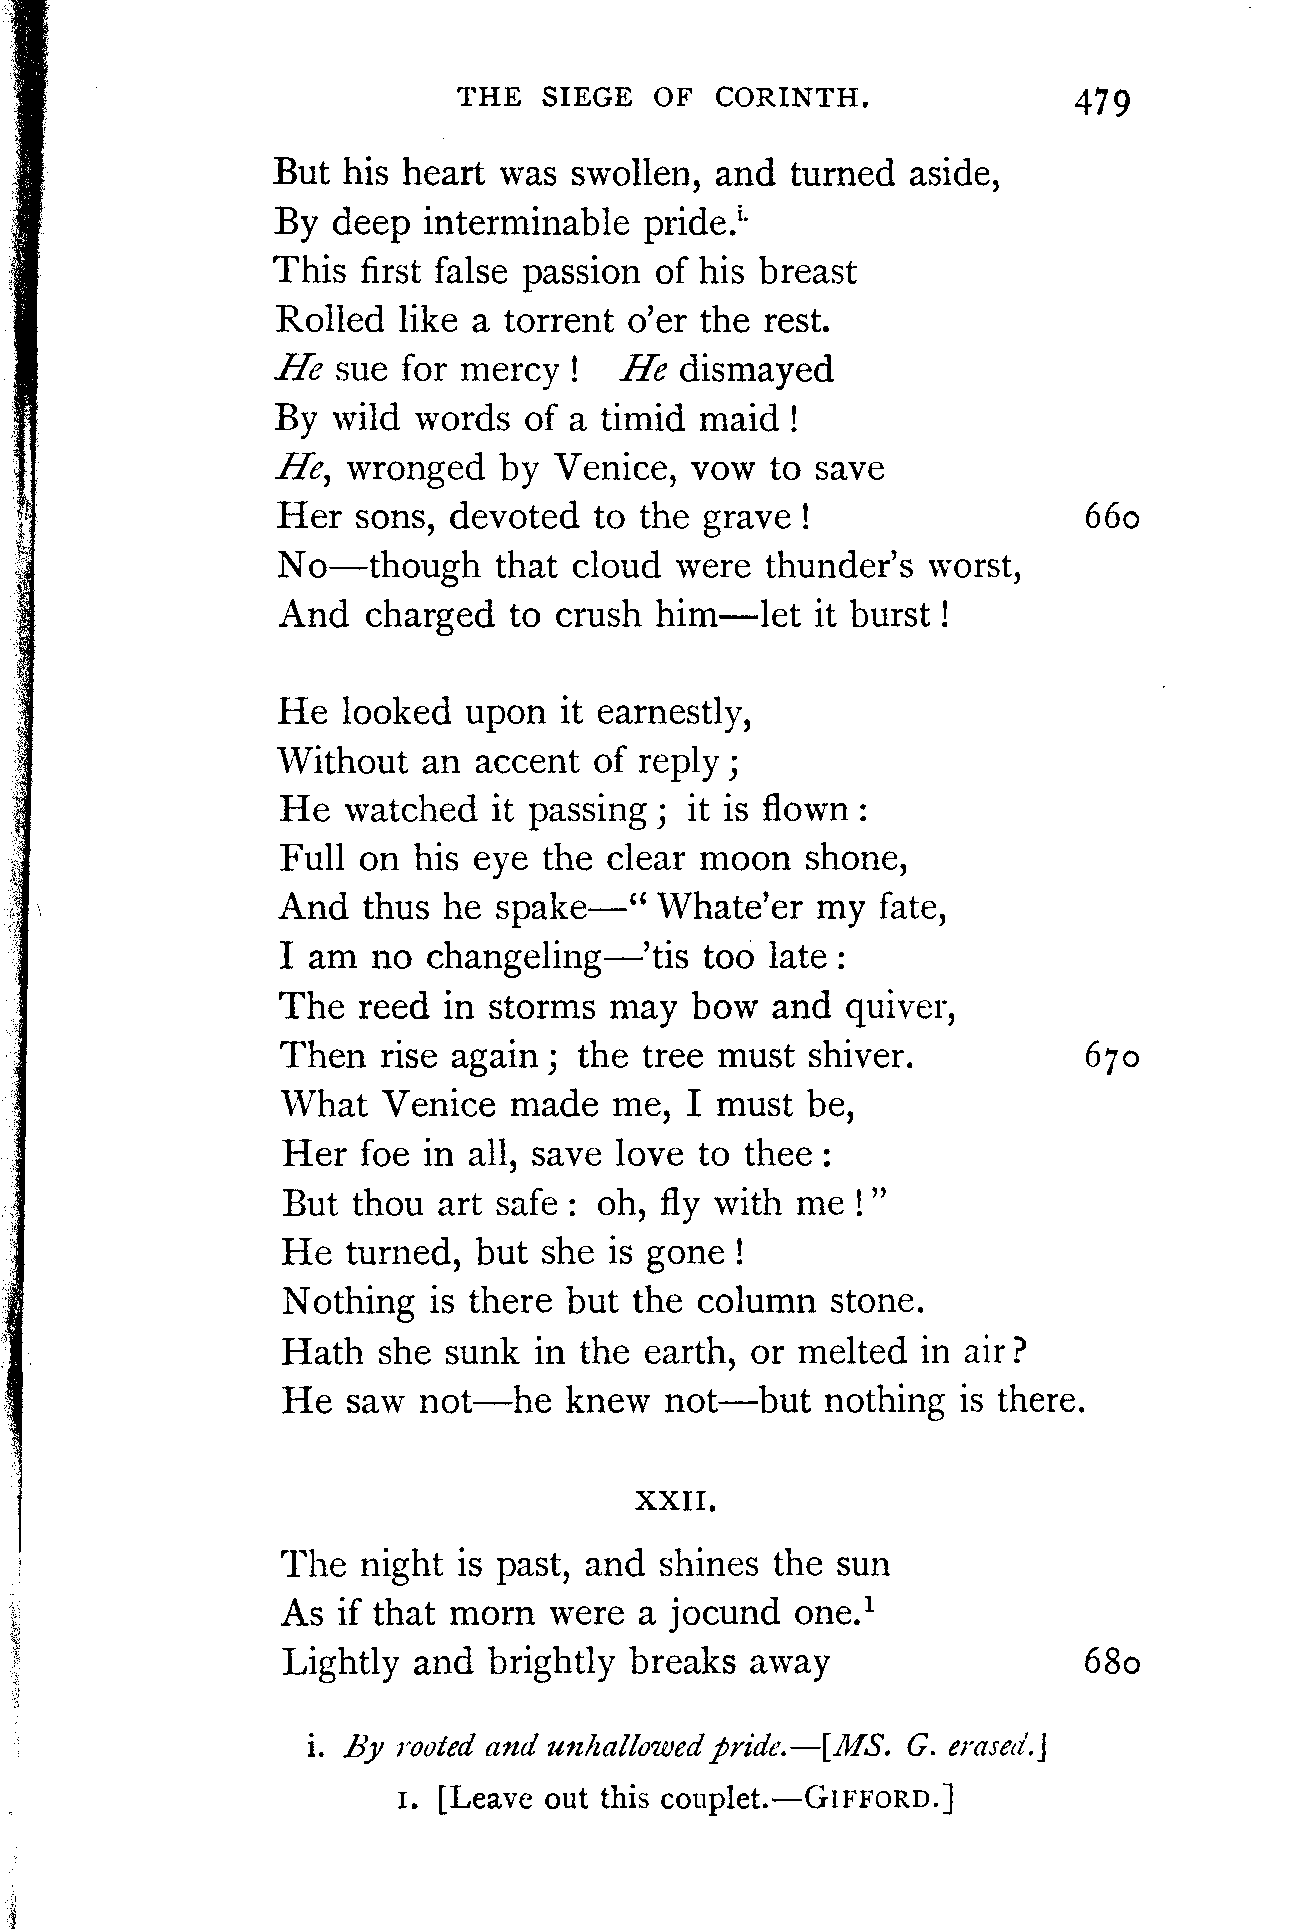 THE SIEGE OF CORINTH. 479
But his heart was swollen, and turned aside,
By deep interminable pride.i.
This first false passion of his breast
Rolled like a torrent o'er the rest.
He sue for mercy! He dismayed
By wild words of a timid maid!
He, wronged by Venice, vow to save
Her sons, devoted to the grave! 660
No—though that cloud were thunder's worst,
And charged to crush him—let it burst!

He looked upon it earnestly,
Without an accent of reply;
He watched it passing; it is flown:
Full on his eye the clear moon shone,
And thus he spake—"Whate'er my fate,
I am no changeling—'tis too late:
The reed in storms may bow and quiver,
Then rise again; the tree must shiver. 670
What Venice made me, I must be,
Her foe in all, save love to thee:
But thou art safe: oh, fly with me!"
He turned, but she is gone!
Nothing is there but the column stone.
Hath she sunk in the earth, or melted in air?
He saw not—he knew not—but nothing is there.

XXII.

The night is past, and shines the sun
As if that morn were a jocund one.1
Lightly and brightly breaks away 680

i. By rooted and unhallowed pride.—[MS. G. erased.]
1. [Leave out this couplet.—GIFFORD.]